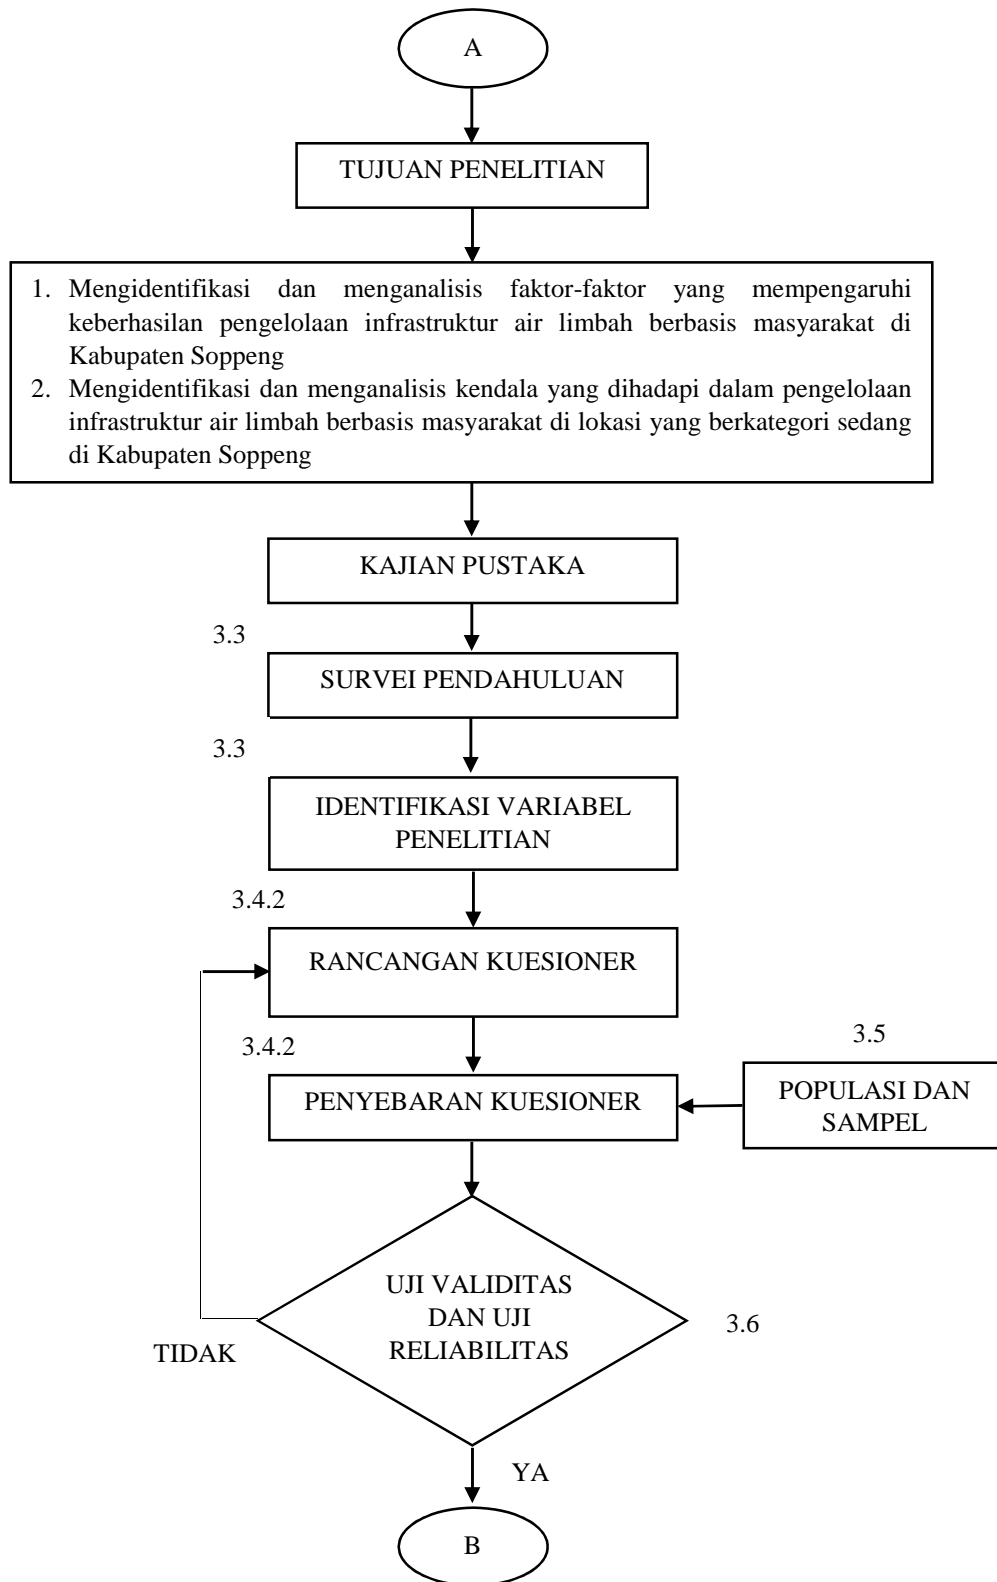 A
TUJUAN PENELITIAN
1. Mengidentifikasi dan menganalisis faktor-faktor yang mempengaruhi
keberhasilan pengelolaan infrastruktur air limbah berbasis masyarakat di
Kabupaten Soppeng
2. Mengidentifikasi dan menganalisis kendala yang dihadapi dalam pengelolaan
infrastruktur air limbah berbasis masyarakat di lokasi yang berkategori sedang
di Kabupaten Soppeng
KAJIAN PUSTAKA
3.3
SURVEI PENDAHULUAN
3.3
IDENTIFIKASI VARIABEL
PENELITIAN
3.4.2
RANCANGAN KUESIONER
3.4.2
PENYEBARAN KUESIONER
3.5
POPULASI DAN
SAMPEL
UJI VALIDITAS
DAN UJI
RELIABILITAS
3.6
TIDAK
YA
B